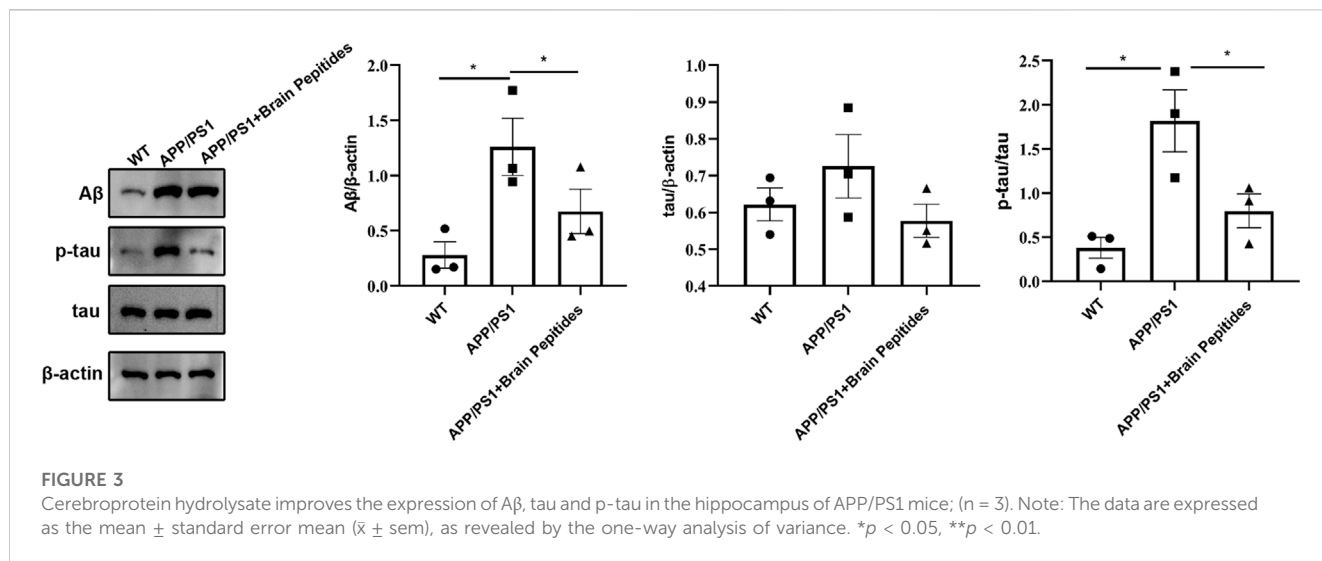 WT
APP/PS1
APP/PS1+Brain Pepitides
Aβ
p-tau
tau
β-actin
Aβ/β-actin
2.0
1.5
1.0
0.5
0.0
*
*
WT
APP/PS1
APP/PS1+Brain Peptides
tau/β-actin
1.0
0.9
0.8
0.7
0.6
0.5
0.4
WT
APP/PS1
APP/PS1+Brain Pepitides
p-tau/tau
2.5
2.0
1.5
1.0
0.5
0.0
*
*
WT
APP/PS1
APP/PS1+Brain Pepitides
FIGURE 3
Cerebroprotein hydrolysate improves the expression of Aβ, tau and p-tau in the hippocampus of APP/PS1 mice; (n = 3). Note: The data are expressed
as the mean ± standard error mean (x̄ ± sem), as revealed by the one-way analysis of variance. *p < 0.05, **p < 0.01.